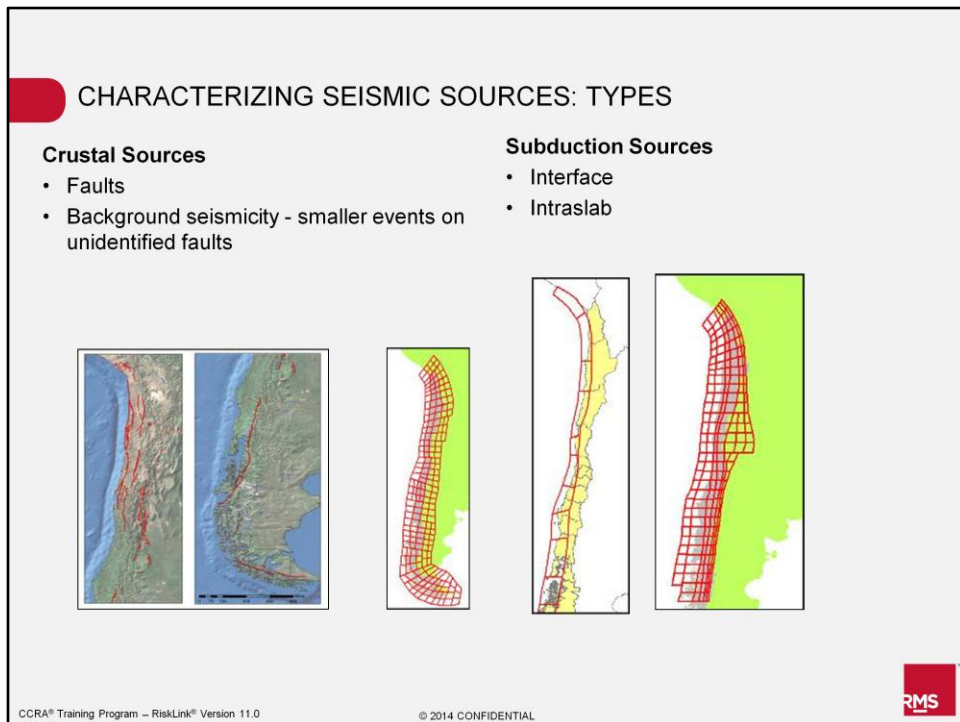 CHARACTERIZING SEISMIC SOURCES: TYPES
Crustal Sources
• Faults
• Background seismicity - smaller events on
unidentified faults
Subduction Sources
• Interface
• Intraslab
CCRA® Training Program – RiskLink® Version 11.0
© 2014 CONFIDENTIAL
RMS